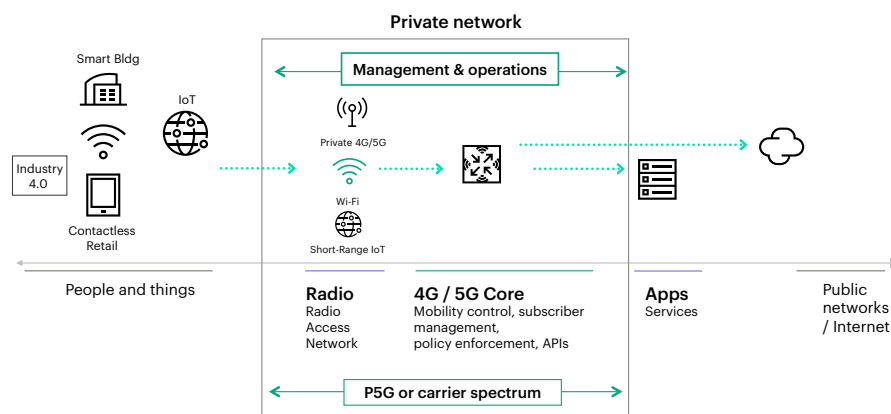 Private network
Management & operations
Smart Bldg
IoT
Industry
4.0
Contactless
Retail
Private 4G/5G
Wi-Fi
Short-Range IoT
People and things
Radio
Radio
Access
Network
4G / 5G Core
Mobility control, subscriber
management,
policy enforcement, APIs
Apps
Services
Public
networks
/ Internet
P5G or carrier spectrum